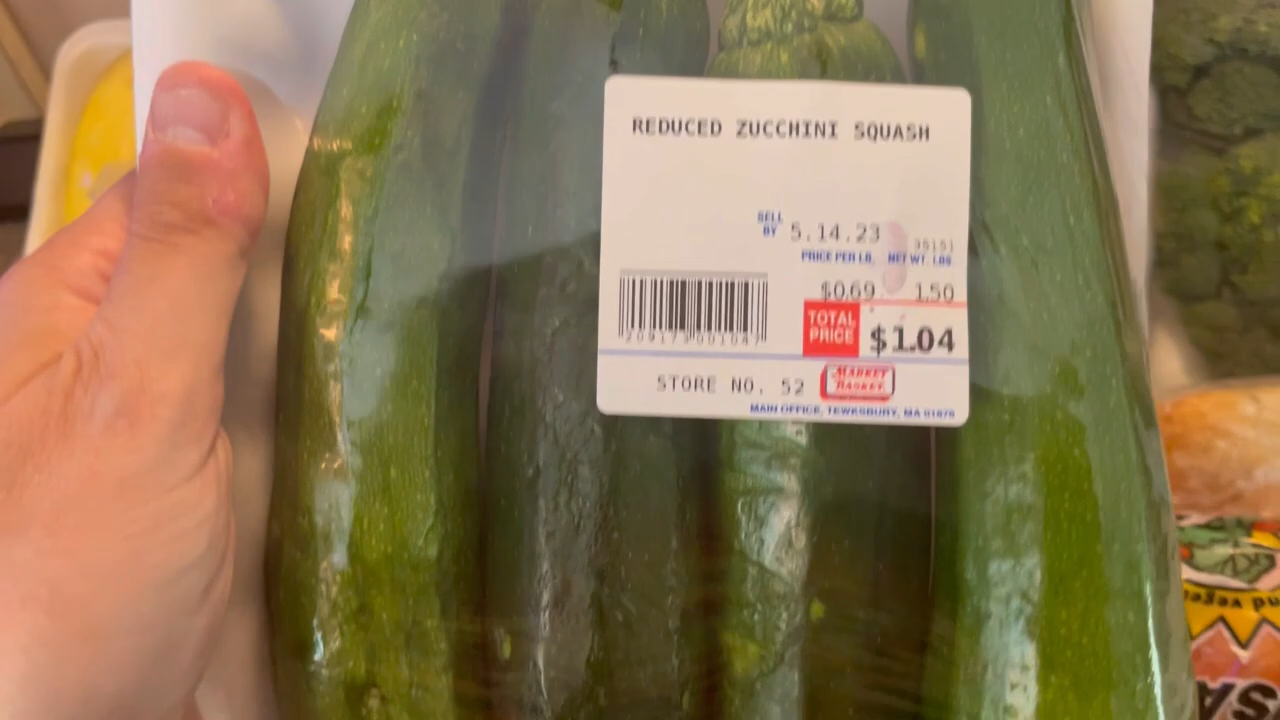 REDUCED ZUCCHINI SQUASH
SELL BY 5.14.23
35151
PRICE PER LB. NET WT. LBS.
$0.69 1.50
TOTAL PRICE $1.04
209173001047
STORE NO. 52 MARKET BASKET
MAIN OFFICE, TEWKSBURY, MA 01876